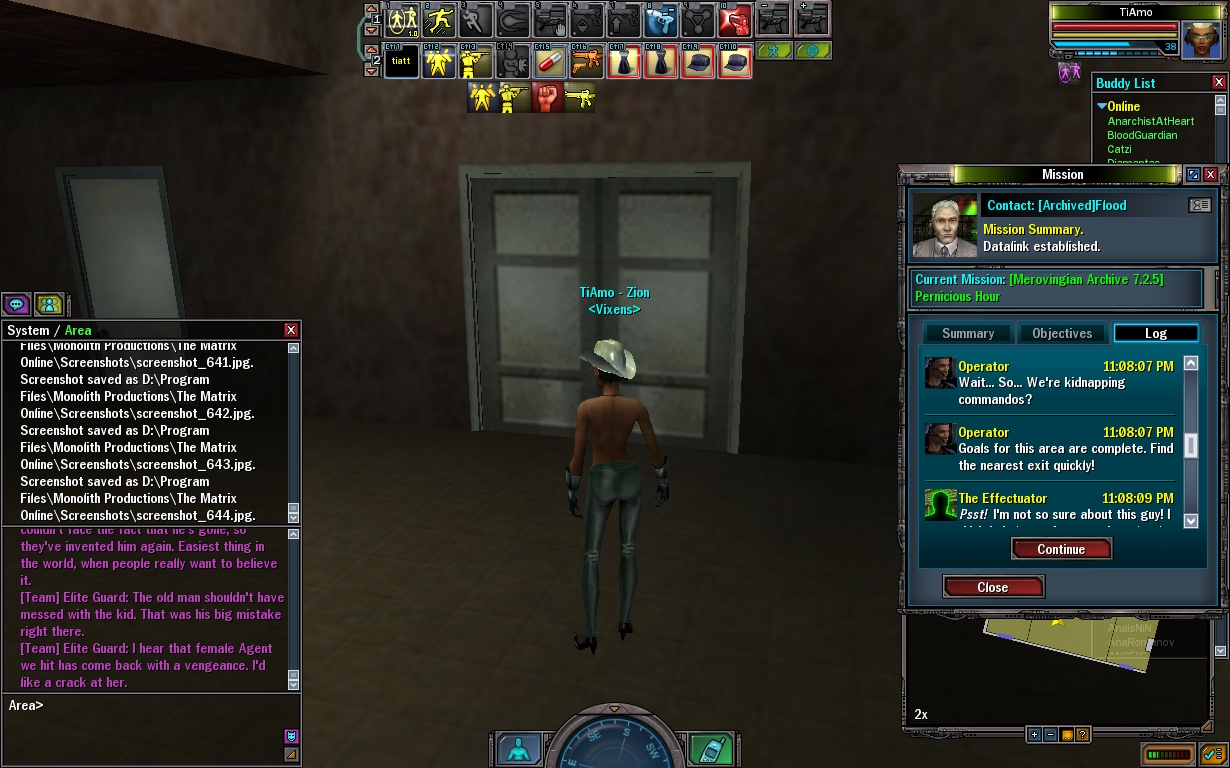 TiAmo
38
1
1.0
2
tiatt
Buddy List
Online
AnarchistAtHeart
BloodGuardian
Catzi
Diamantas
Mission
Contact: [Archived]Flood
Mission Summary.
Datalink established.
Current Mission: [Merovingian Archive 7.2.5]
Pernicious Hour
Summary
Objectives
Log
Operator 11:08:07 PM
Wait... So... We're kidnapping
commandos?
Operator 11:08:07 PM
Goals for this area are complete. Find
the nearest exit quickly!
The Effectuator 11:08:09 PM
Psst! I'm not so sure about this guy! I
Continue
Close
AnaisNiN
2x
TiAmo - Zion
<Vixens>
System / Area
Files\Monolith Productions\The Matrix
Online\Screenshots\screenshot_641.jpg.
Screenshot saved as D:\Program
Files\Monolith Productions\The Matrix
Online\Screenshots\screenshot_642.jpg.
Screenshot saved as D:\Program
Files\Monolith Productions\The Matrix
Online\Screenshots\screenshot_643.jpg.
Screenshot saved as D:\Program
Files\Monolith Productions\The Matrix
Online\Screenshots\screenshot_644.jpg.
couldn't face the fact that he's gone, so
they've invented him again. Easiest thing in
the world, when people really want to believe
it.
[Team] Elite Guard: The old man shouldn't have
messed with the kid. That was his big mistake
right there.
[Team] Elite Guard: I hear that female Agent
we hit has come back with a vengeance. I'd
like a crack at her.
Area>
E
SE
S
SW